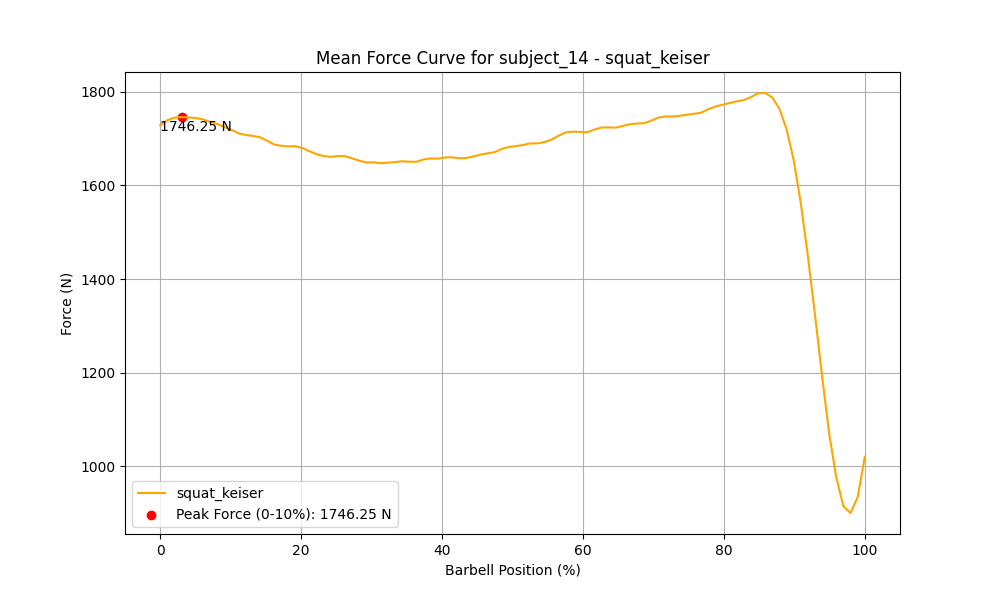 Mean Force Curve for subject_14 - squat_keiser
1800
1600
1400
1200
1000
Force (N)
1746.25 N
squat_keiser
Peak Force (0-10%): 1746.25 N
0 20 40 60 80 100
Barbell Position (%)